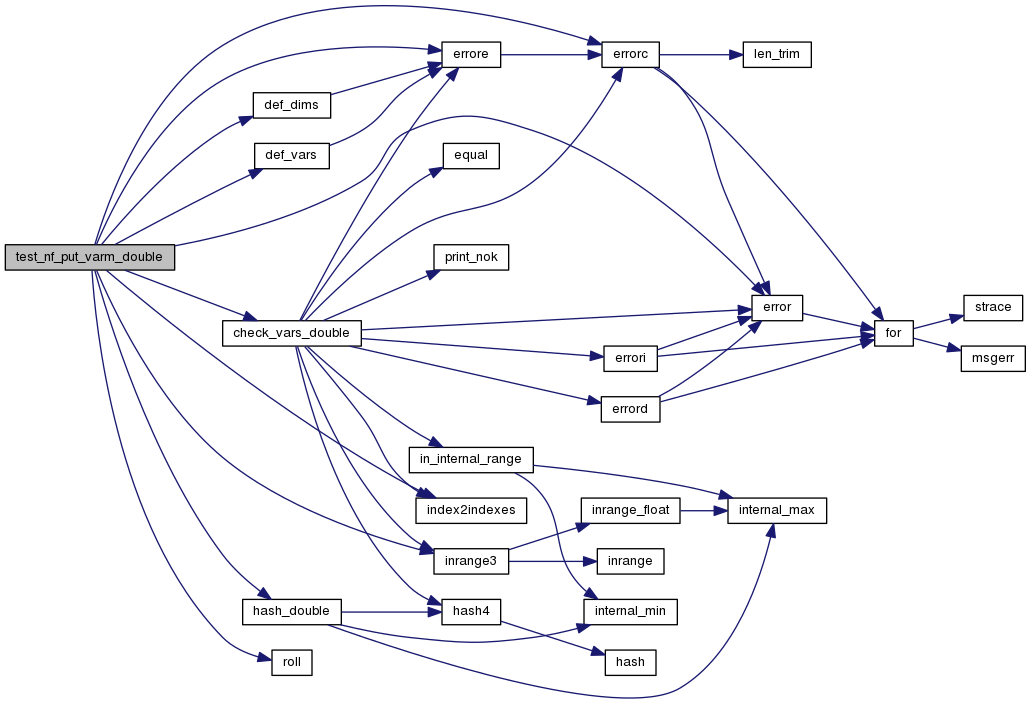 errore
errorc
len_trim
def_dims
def_vars
equal
test_nf_put_varm_double
print_nok
error
strace
check_vars_double
for
errori
msgerr
errord
in_internal_range
index2indexes
inrange_float
internal_max
inrange3
inrange
hash_double
hash4
internal_min
roll
hash